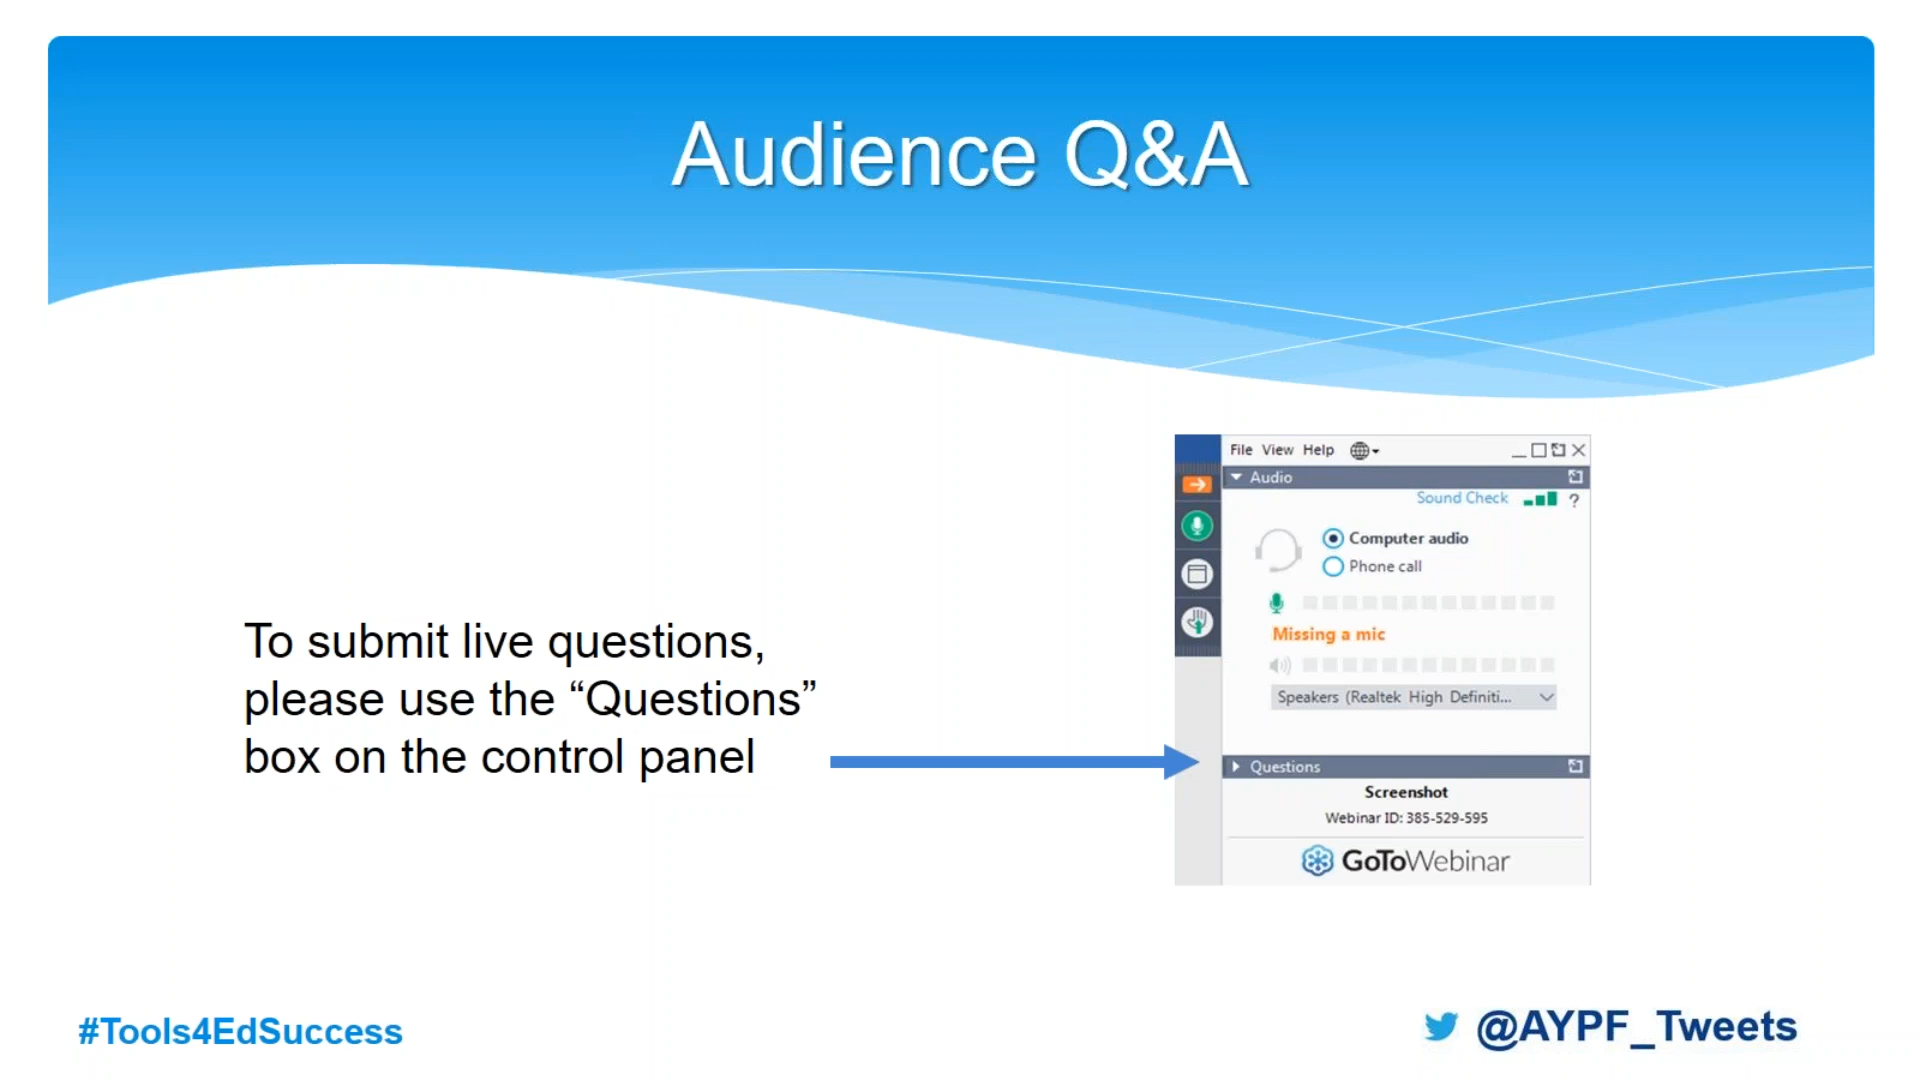 Audience Q&A
To submit live questions,
please use the “Questions”
box on the control panel
File View Help
Audio
Sound Check ?
Computer audio
Phone call
Missing a mic
Speakers (Realtek High Definiti...
Questions
Screenshot
Webinar ID: 385-529-595
GoToWebinar
#Tools4EdSuccess
@AYPF_Tweets